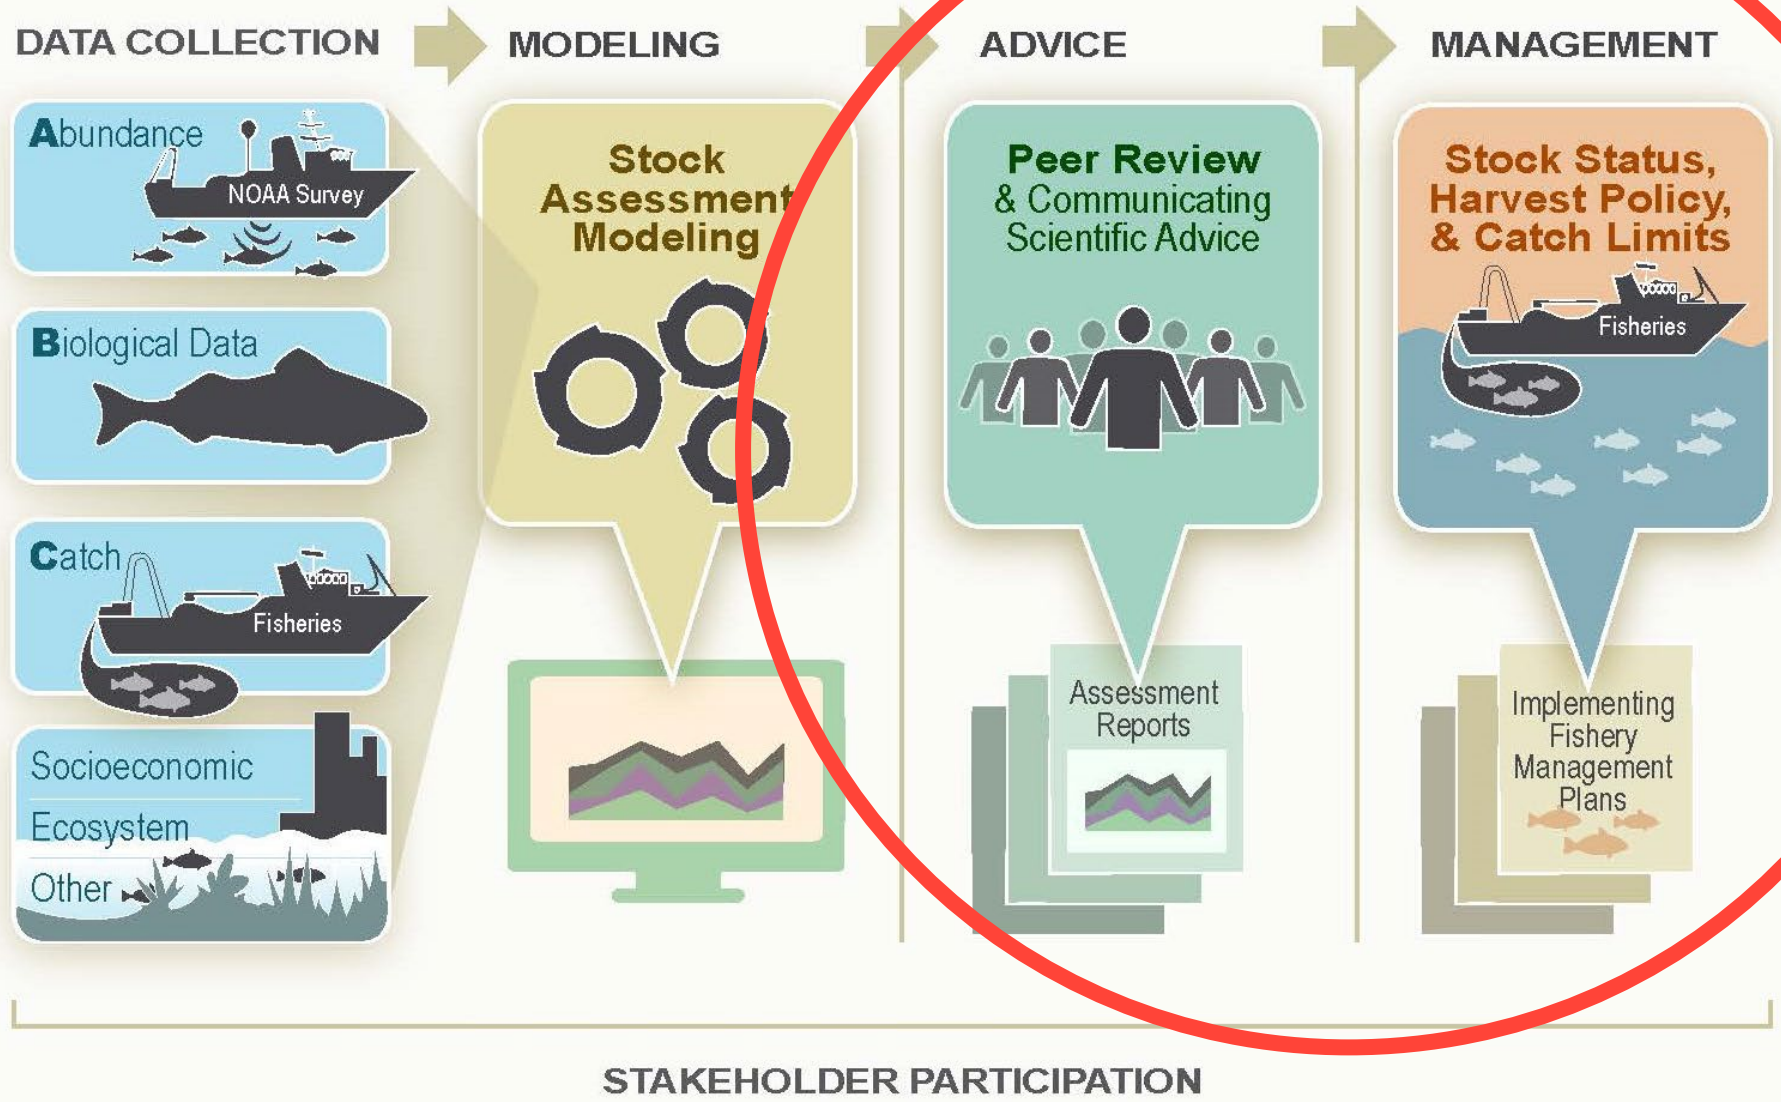 DATA COLLECTION
MODELING
ADVICE
MANAGEMENT
Abundance
NOAA Survey
Biological Data
Catch
Fisheries
Socioeconomic
Ecosystem
Other
Stock
Assessment
Modeling
Peer Review
& Communicating
Scientific Advice
Assessment
Reports
Stock Status,
Harvest Policy,
& Catch Limits
Fisheries
Implementing
Fishery
Management
Plans
STAKEHOLDER PARTICIPATION